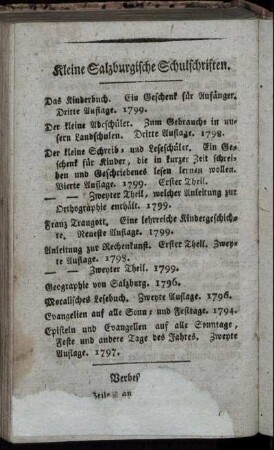 Kleine Salzburgische Schulschriften.
Das Kinderbuch. Ein Geschenk für Anfänger.
Dritte Auflage. 1799.
Der kleine Abcschüler. Zum Gebrauche in un-
sern Landschulen. Dritte Auflage. 1798.
Der kleine Schreib- und Leseschüler. Ein Ge-
schenk für Kinder, die in kurzer Zeit schrei-
ben und Geschriebenes lesen lernen wollen.
Vierte Auflage. 1799. Erster Theil.
— — Zweyter Theil, welcher Anleitung zur
Orthographie enthält. 1799.
Franz Traugott. Eine lehrreiche Kindergeschich-
te. Neueste Auflage. 1799.
Anleitung zur Rechenkunst. Erster Theil. Zwey-
te Auflage. 1798.
— — Zweyter Theil. 1799.
Geographie von Salzburg. 1796.
Moralisches Lesebuch. Zweyte Auflage. 1796.
Evangelien auf alle Sonn- und Festtage. 1794.
Episteln und Evangelien auf alle Sonntage,
Feste und andere Tage des Jahres. Zweyte
Auflage. 1797.
Verbes
Zeile an